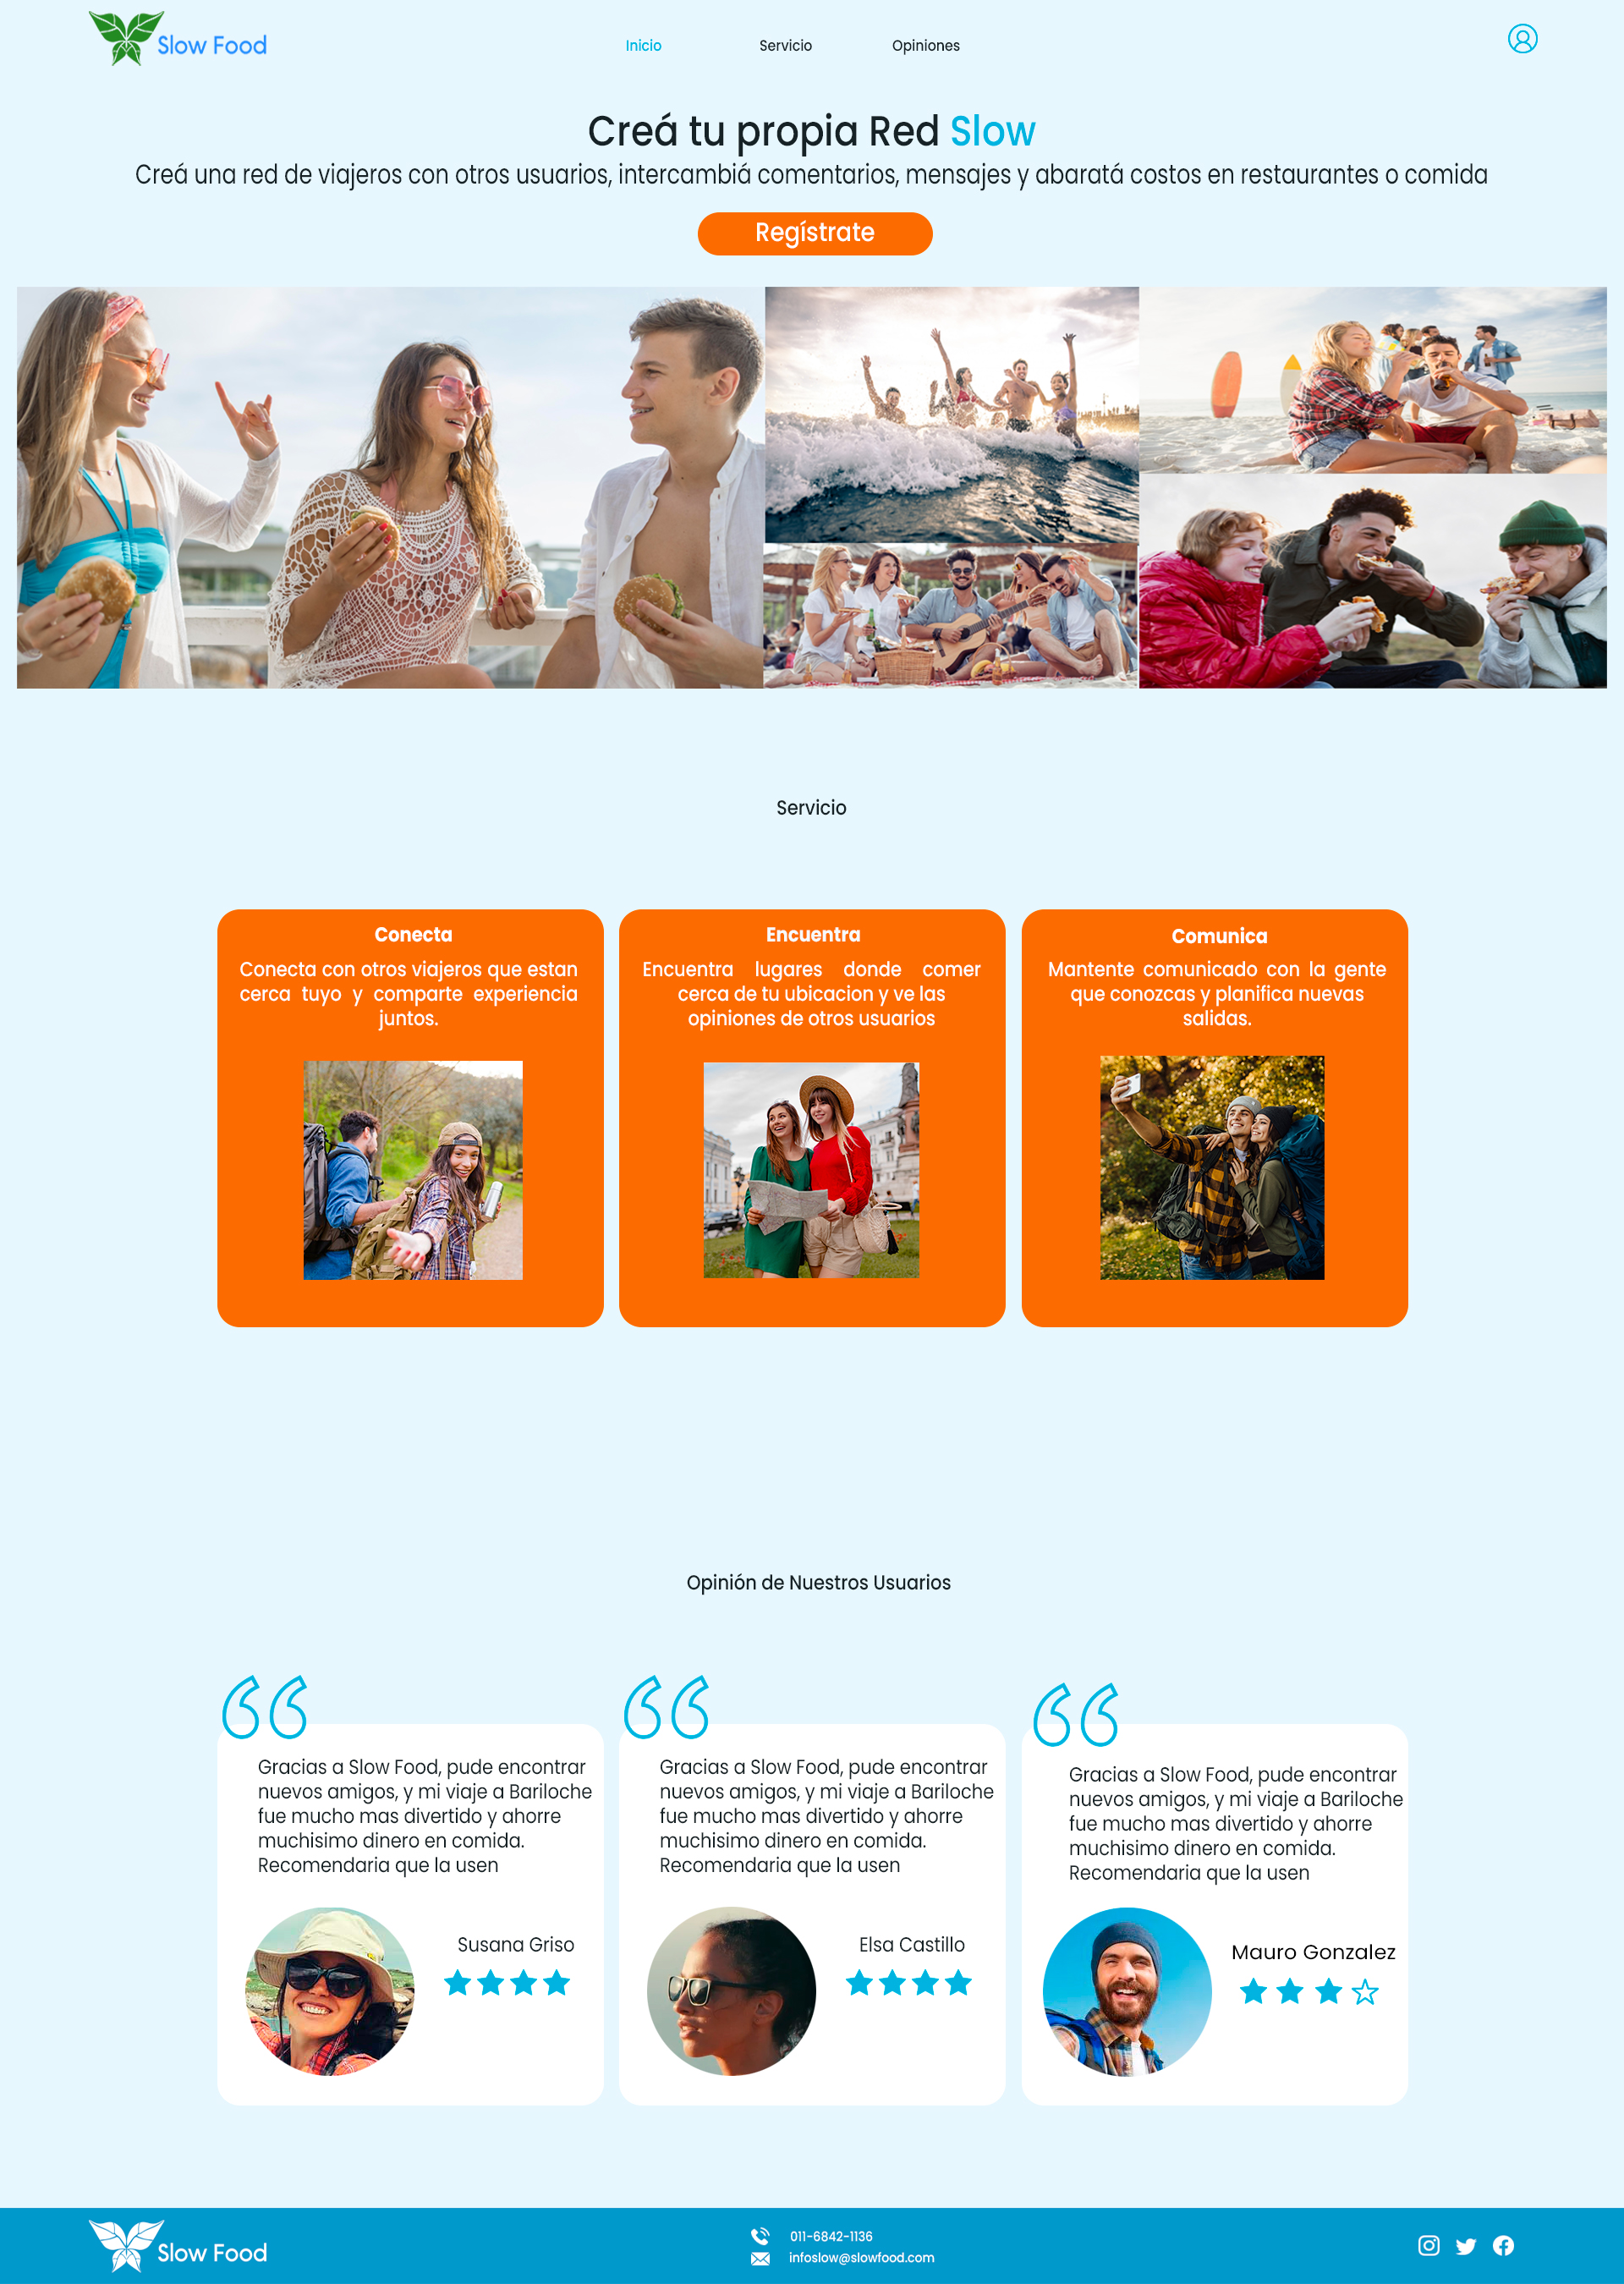 Slow Food
Inicio
Servicio
Opiniones
Creá tu propia Red Slow
Creá una red de viajeros con otros usuarios, intercambiá comentarios, mensajes y abaratá costos en restaurantes o comida
Regístrate
Servicio
Conecta
Conecta con otros viajeros que estan
cerca tuyo y comparte experiencia
juntos.
Encuentra
Encuentra lugares donde comer
cerca de tu ubicacion y ve las
opiniones de otros usuarios
Comunica
Mantente comunicado con la gente
que conozcas y planifica nuevas
salidas.
Opinión de Nuestros Usuarios
Gracias a Slow Food, pude encontrar
nuevos amigos, y mi viaje a Bariloche
fue mucho mas divertido y ahorre
muchisimo dinero en comida.
Recomendaria que la usen
Susana Griso
Gracias a Slow Food, pude encontrar
nuevos amigos, y mi viaje a Bariloche
fue mucho mas divertido y ahorre
muchisimo dinero en comida.
Recomendaria que la usen
Elsa Castillo
Gracias a Slow Food, pude encontrar
nuevos amigos, y mi viaje a Bariloche
fue mucho mas divertido y ahorre
muchisimo dinero en comida.
Recomendaria que la usen
Mauro Gonzalez
Slow Food
011-6842-1136
infoslow@slowfood.com